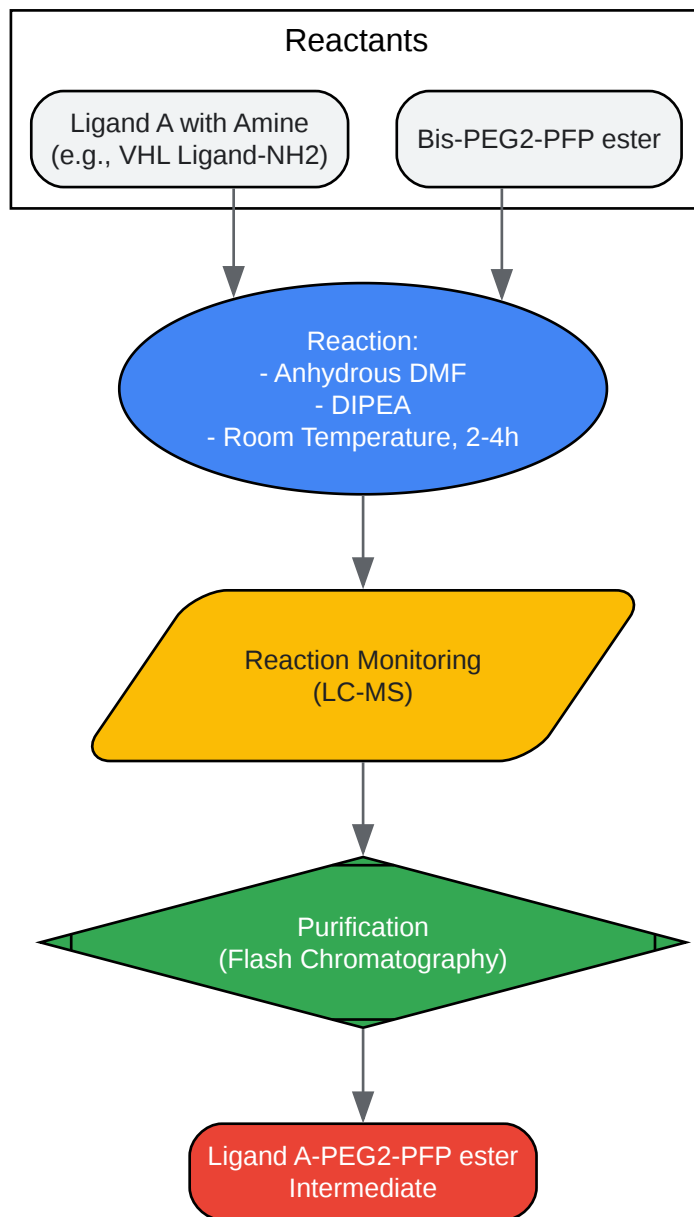 Reactants
Ligand A with Amine
(e.g., VHL Ligand-NH2)
Bis-PEG2-PFP ester
Reaction:
- Anhydrous DMF
- DIPEA
- Room Temperature, 2-4h
Reaction Monitoring
(LC-MS)
Purification
(Flash Chromatography)
Ligand A-PEG2-PFP ester
Intermediate